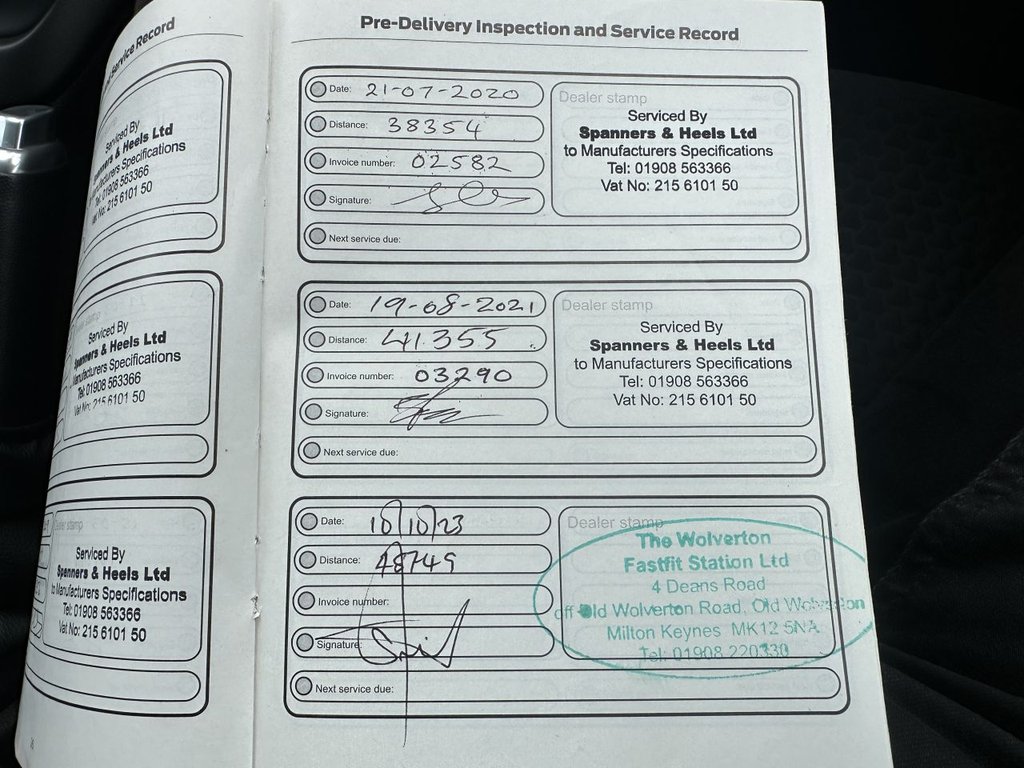 Service Record
Serviced By
Spanners & Heels Ltd
to Manufacturers Specifications
Tel: 01908 563366
Vat No: 215 6101 50
Serviced By
Spanners & Heels Ltd
Manufacturers Specifications
Tel: 01908 563366
Vat No: 215 6101 50
Dealer stamp
Serviced By
Spanners & Heels Ltd
to Manufacturers Specifications
Tel: 01908 563366
Vat No: 215 6101 50
Pre-Delivery Inspection and Service Record
Date: 21-07-2020
Distance: 38354
Invoice number: 02582
Signature:
Next service due:
Dealer stamp
Serviced By
Spanners & Heels Ltd
to Manufacturers Specifications
Tel: 01908 563366
Vat No: 215 6101 50
Date: 19-08-2021
Distance: 41355
Invoice number: 03290
Signature:
Next service due:
Dealer stamp
Serviced By
Spanners & Heels Ltd
to Manufacturers Specifications
Tel: 01908 563366
Vat No: 215 6101 50
Date: 10/10/23
Distance: 48749
Invoice number:
Signature:
Next service due:
Dealer stamp
The Wolverton
Fastfit Station Ltd
4 Deans Road
off Old Wolverton Road, Old Wolverton
Milton Keynes MK12 5NA
Tel: 01908 220330